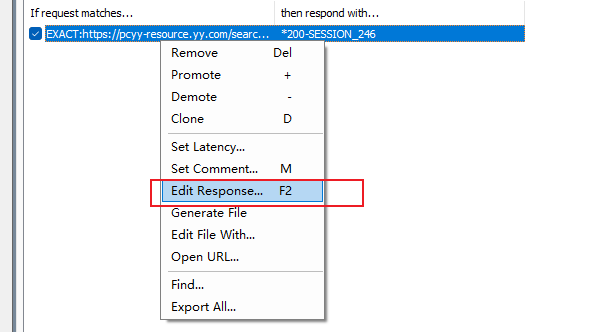 If request matches... then respond with...
EXACT:https://pcyy-resource.yy.com/searc... *200-SESSION_246
Remove Del
Promote +
Demote -
Clone D
Set Latency...
Set Comment... M
Edit Response... F2
Generate File
Edit File With...
Open URL...
Find...
Export All...